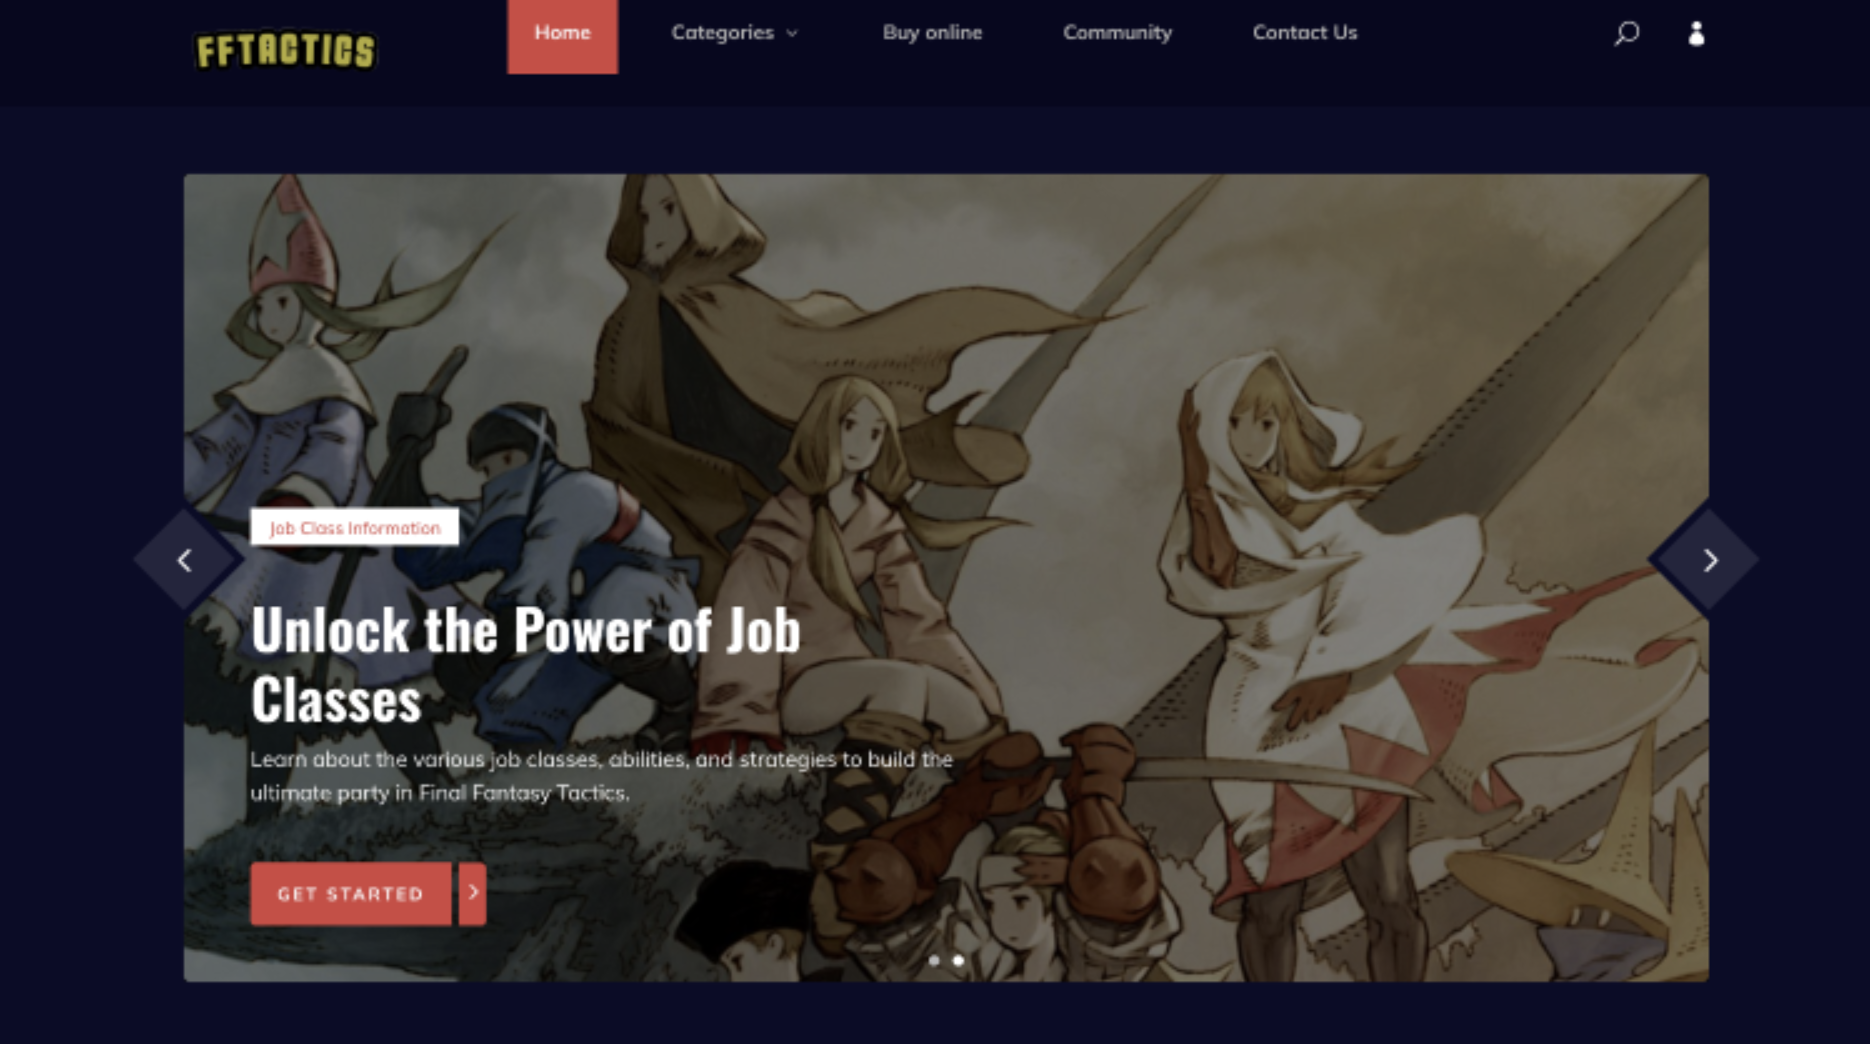 FFTACTICS
Home Categories Buy online Community Contact Us
Job Class Information
Unlock the Power of Job
Classes
Learn about the various job classes, abilities, and strategies to build the
ultimate party in Final Fantasy Tactics.
GET STARTED